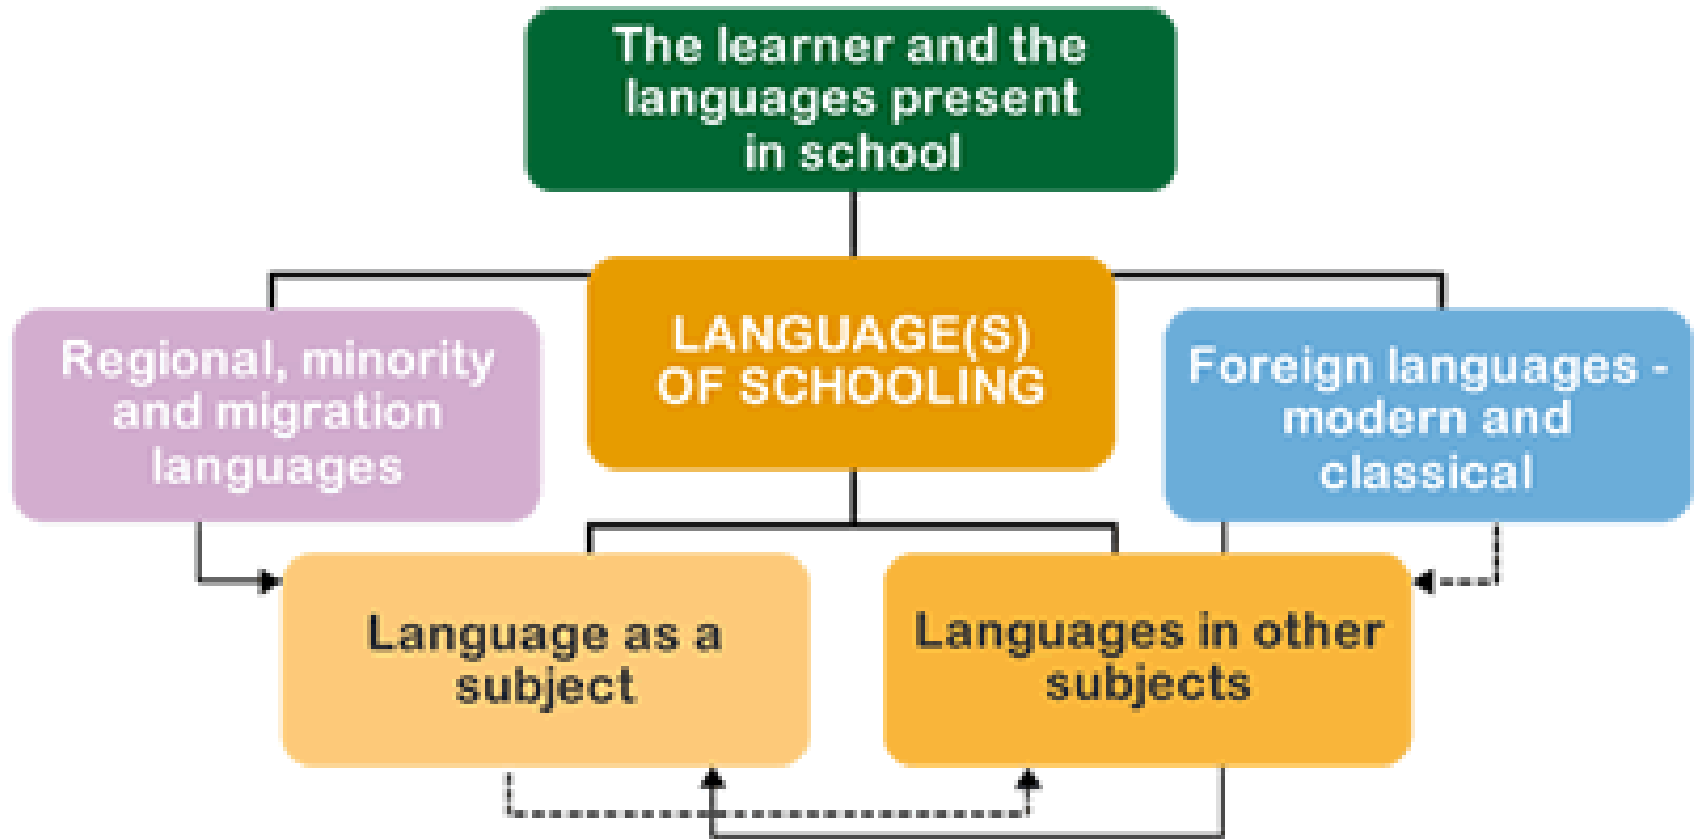 The learner and the
languages present
in school
LANGUAGE(S)
OF SCHOOLING
Regional, minority
and migration
languages
Foreign languages -
modern and
classical
Language as a
subject
Languages in other
subjects